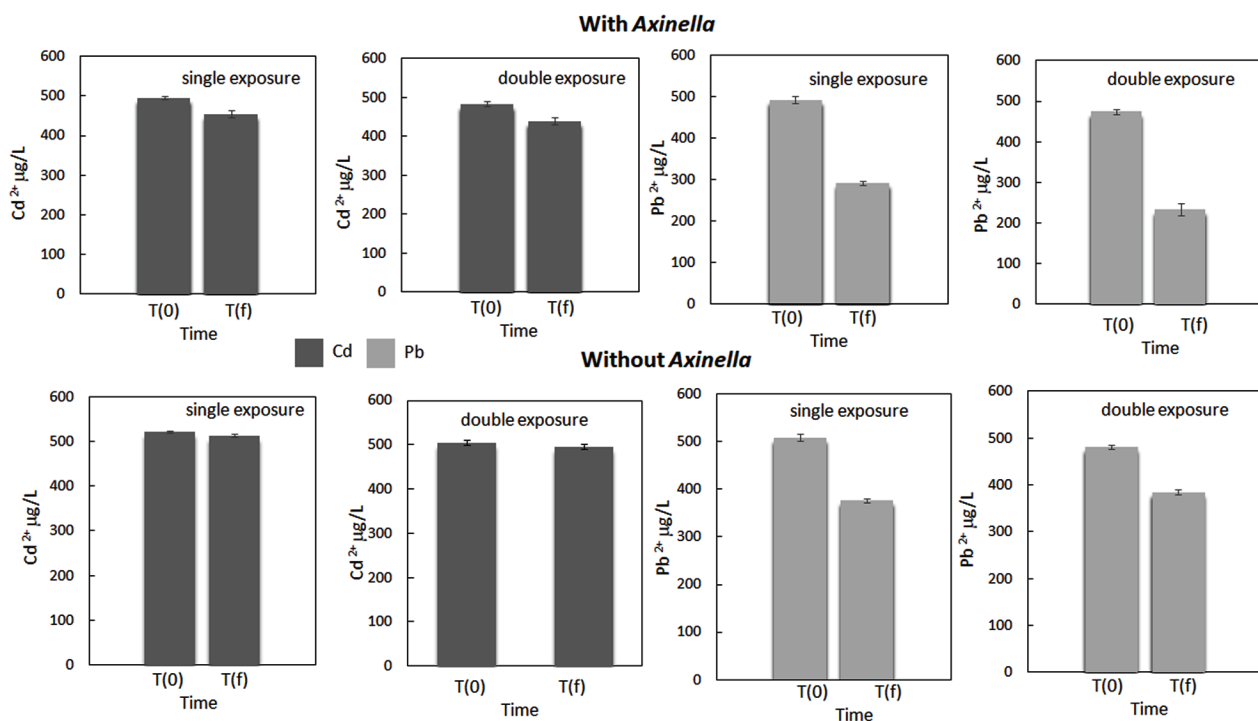 With Axinella
600
500
400
300
200
100
0
Cd 2+ µg/L
single exposure
T(0) T(f)
Time
600
500
400
300
200
100
0
Cd 2+ µg/L
double exposure
T(0) T(f)
Time
600
500
400
300
200
100
0
Pb 2+ µg/L
single exposure
T(0) T(f)
Time
600
500
400
300
200
100
0
Pb 2+ µg/L
double exposure
T(0) T(f)
Time
Cd Pb
Without Axinella
600
500
400
300
200
100
0
Cd 2+ µg/L
single exposure
T(0) T(f)
Time
600
500
400
300
200
100
0
Cd 2+ µg/L
double exposure
T(0) T(f)
Time
600
500
400
300
200
100
0
Pb 2+ µg/L
single exposure
T(0) T(f)
Time
600
500
400
300
200
100
0
Pb 2+ µg/L
double exposure
T(0) T(f)
Time